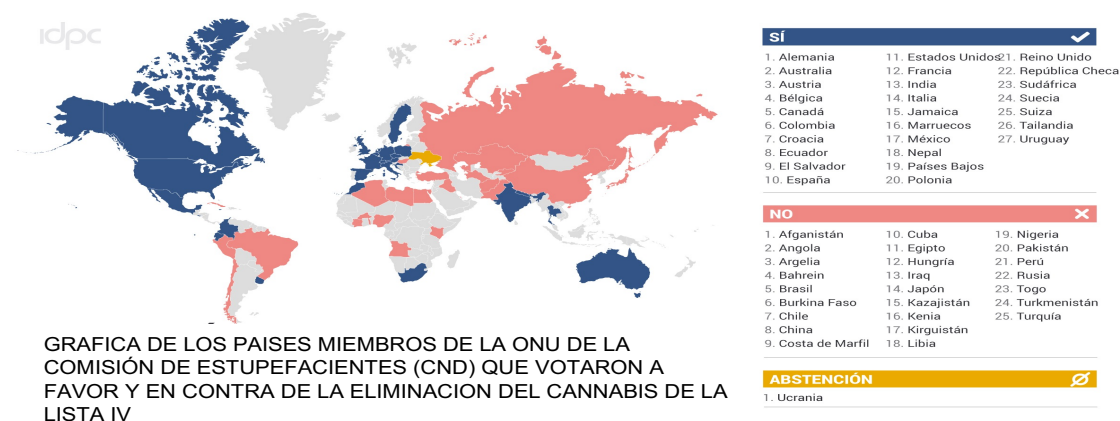 idpc
SÍ
1. Alemania
2. Australia
3. Austria
4. Bélgica
5. Canadá
6. Colombia
7. Croacia
8. Ecuador
9. El Salvador
10. España
11. Estados Unidos
12. Francia
13. India
14. Italia
15. Jamaica
16. Marruecos
17. México
18. Nepal
19. Países Bajos
20. Polonia
21. Reino Unido
22. República Checa
23. Sudáfrica
24. Suecia
25. Suiza
26. Tailandia
27. Uruguay
NO
1. Afganistán
2. Angola
3. Argelia
4. Bahrein
5. Brasil
6. Burkina Faso
7. Chile
8. China
9. Costa de Marfil
10. Cuba
11. Egipto
12. Hungría
13. Iraq
14. Japón
15. Kazajistán
16. Kenia
17. Kirguistán
18. Libia
19. Nigeria
20. Pakistán
21. Perú
22. Rusia
23. Togo
24. Turkmenistán
25. Turquía
ABSTENCIÓN
1. Ucrania
GRAFICA DE LOS PAISES MIEMBROS DE LA ONU DE LA
COMISIÓN DE ESTUPEFACIENTES (CND) QUE VOTARON A
FAVOR Y EN CONTRA DE LA ELIMINACION DEL CANNABIS DE LA
LISTA IV